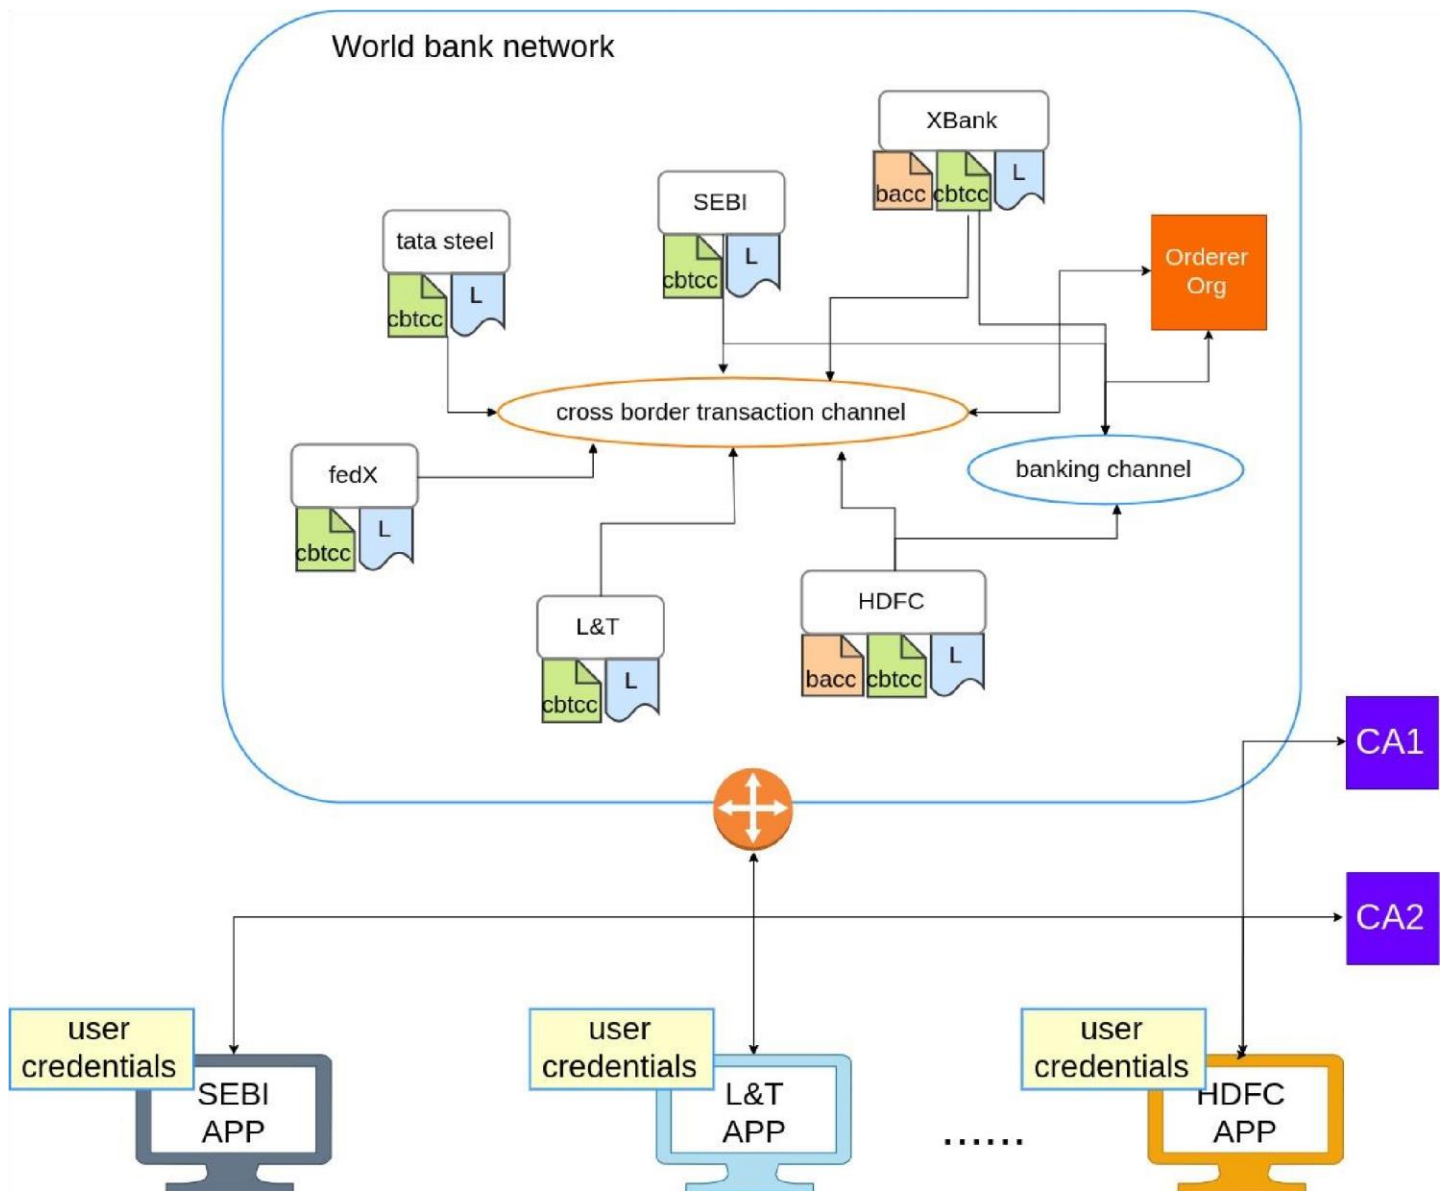 World bank network
XBank
bacc
cbtcc
L
SEBI
cbtcc
L
tata steel
cbtcc
L
Orderer
Org
cross border transaction channel
banking channel
fedX
cbtcc
L
L&T
cbtcc
L
HDFC
bacc
cbtcc
L
CA1
CA2
user
credentials
SEBI
APP
user
credentials
L&T
APP
......
user
credentials
HDFC
APP